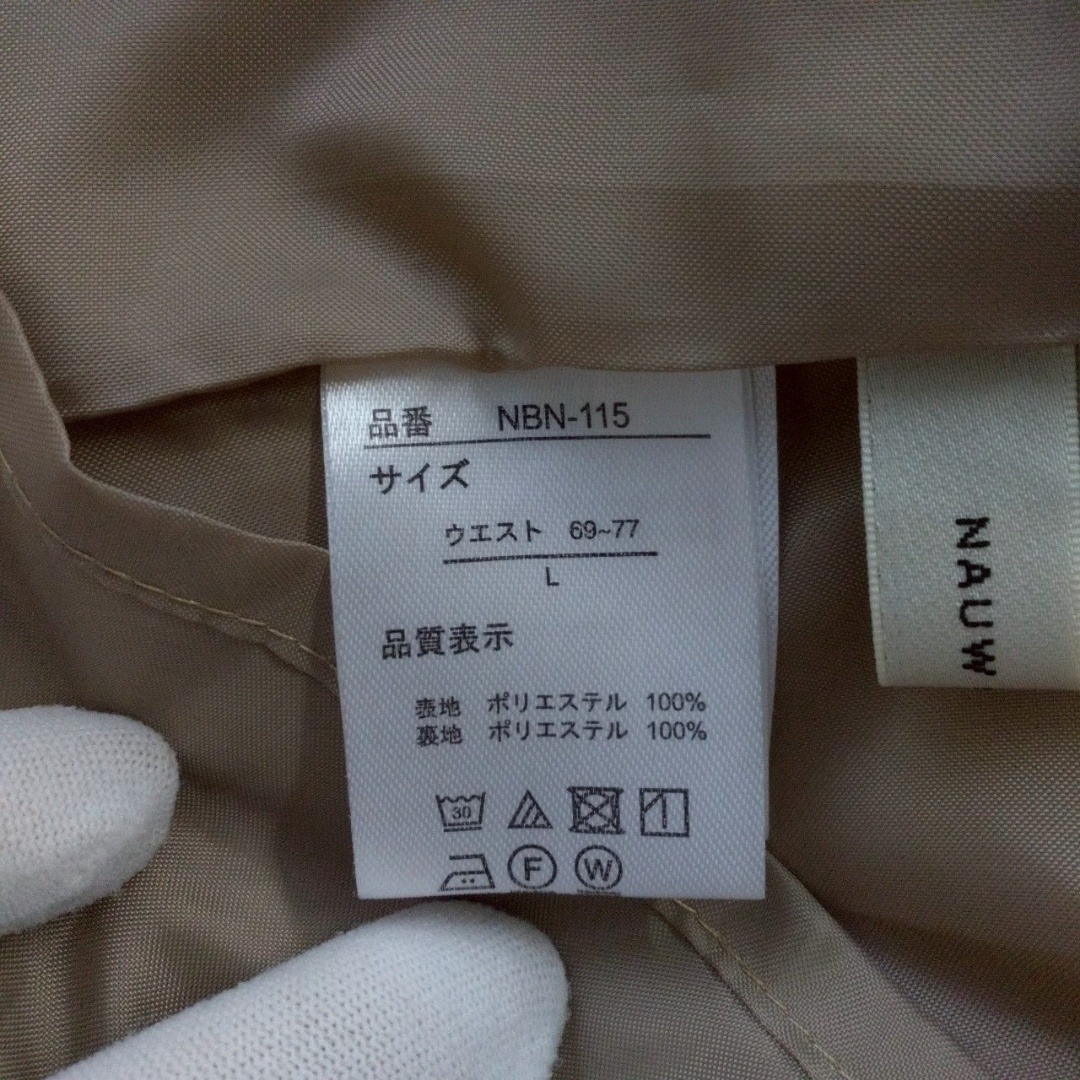 品番 NBN-115
サイズ
ウエスト 69~77
L
品質表示
表地 ポリエステル 100%
裏地 ポリエステル 100%
30
F W
NAUW